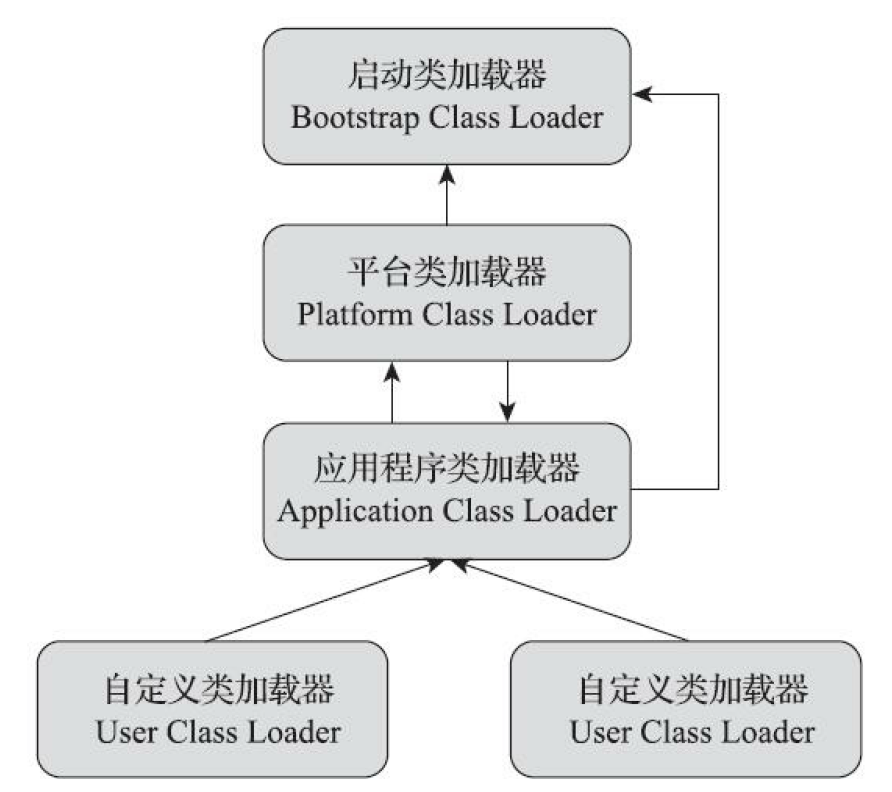 启动类加载器
Bootstrap Class Loader
平台类加载器
Platform Class Loader
应用程序类加载器
Application Class Loader
自定义类加载器
User Class Loader
自定义类加载器
User Class Loader